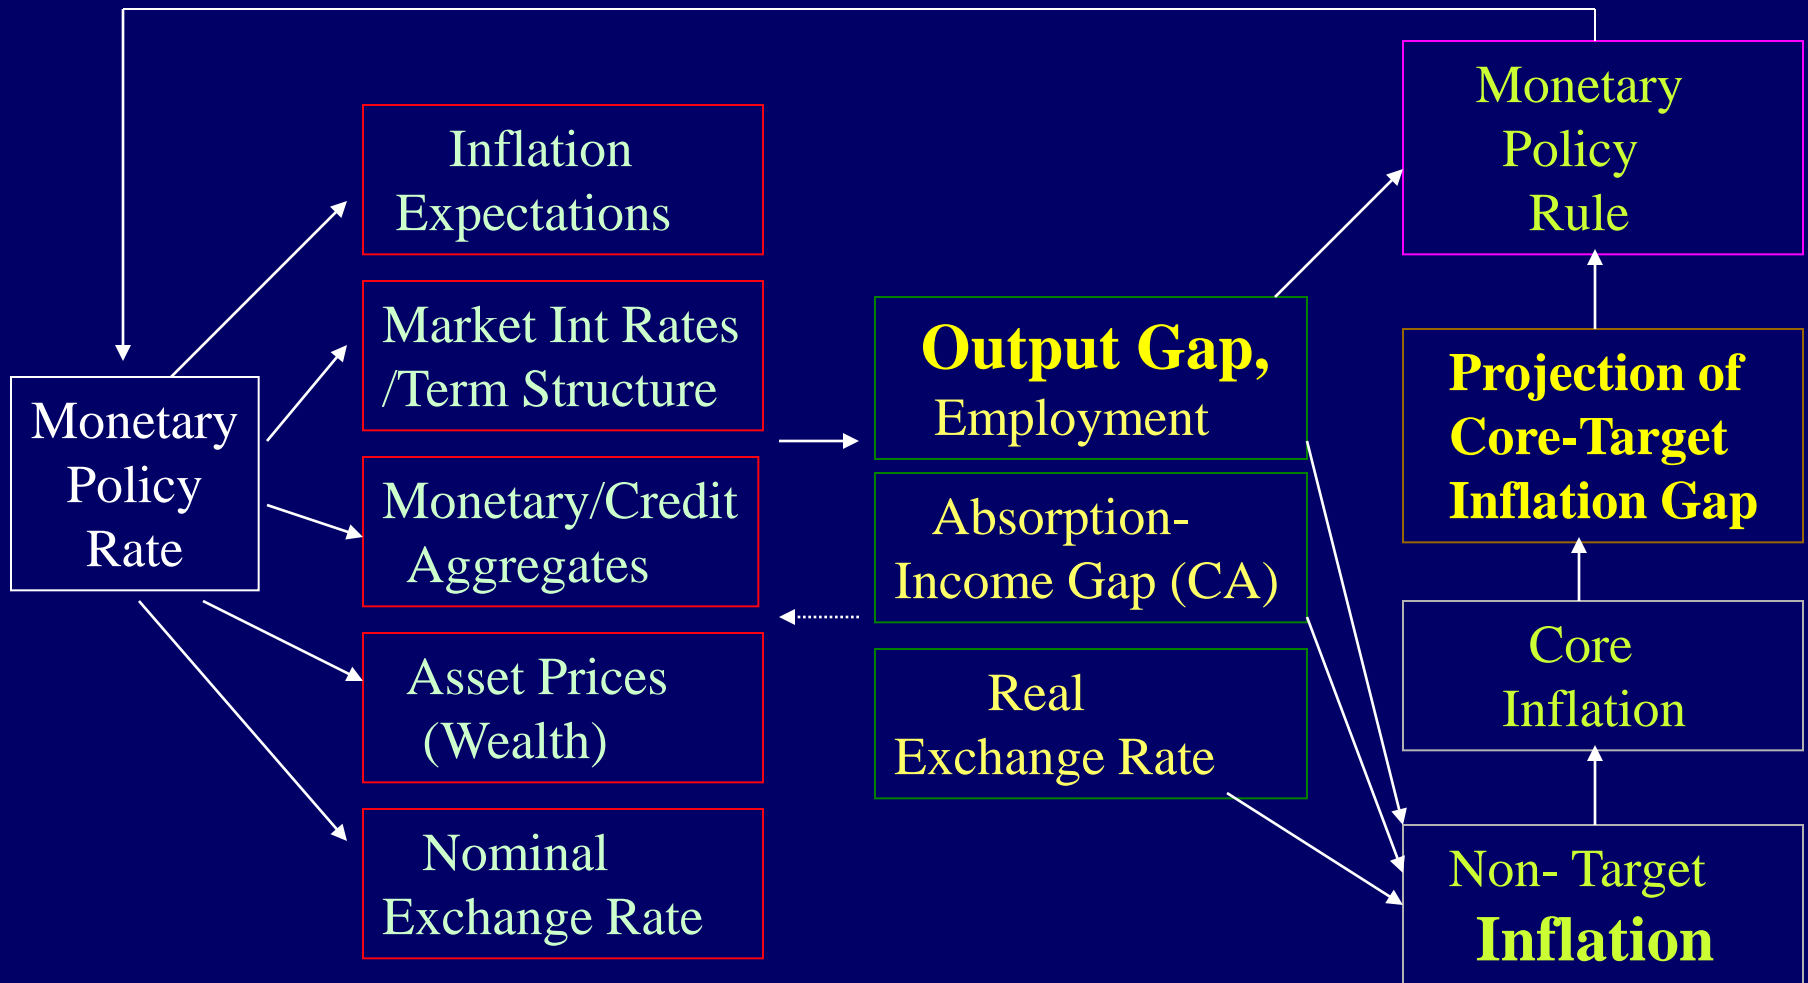 Monetary
Policy
Rate
Inflation
Expectations
Market Int Rates
/Term Structure
Monetary/Credit
Aggregates
Asset Prices
(Wealth)
Nominal
Exchange Rate
Output Gap,
Employment
Absorption-
Income Gap (CA)
Real
Exchange Rate
Monetary
Policy
Rule
Projection of
Core-Target
Inflation Gap
Core
Inflation
Non- Target
Inflation